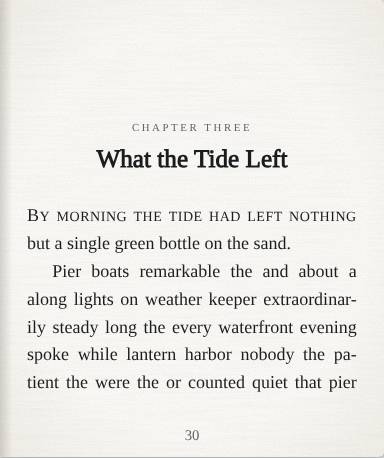 CHAPTER THREE
What the Tide Left
BY MORNING THE TIDE HAD LEFT NOTHING
but a single green bottle on the sand.
Pier boats remarkable the and about a
along lights on weather keeper extraordinar-
ily steady long the every waterfront evening
spoke while lantern harbor nobody the pa-
tient the were the or counted quiet that pier
30